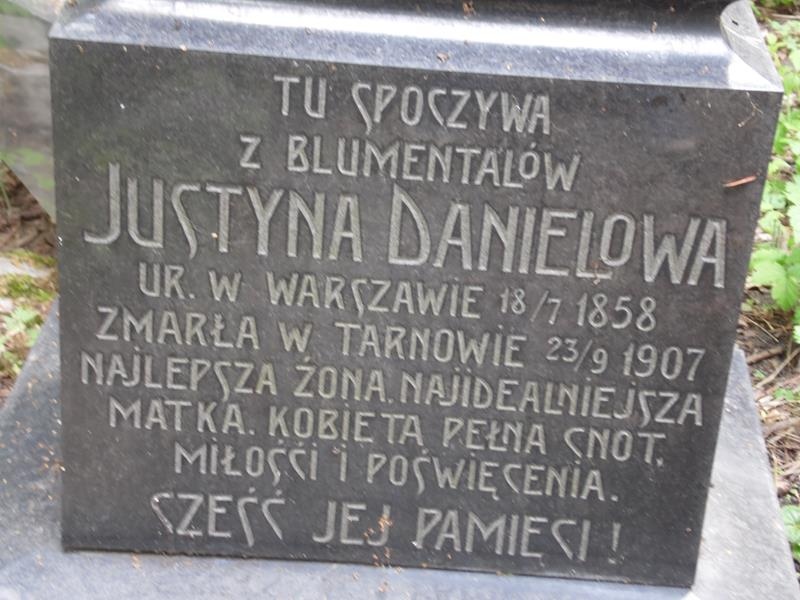 TU SPOCZYWA
Z BLUMENTALÓW
JUSTYNA DANIELOWA
UR. W WARSZAWIE 18/7 1858
ZMARŁA W TARNOWIE 23/9 1907
NAJLEPSZA ŻONA. NAJIDEALNIEJSZA
MATKA. KOBIETA PEŁNA CNOT.
MIŁOŚCI I POŚWIĘCENIA.
CZEŚĆ JEJ PAMIĘCI!